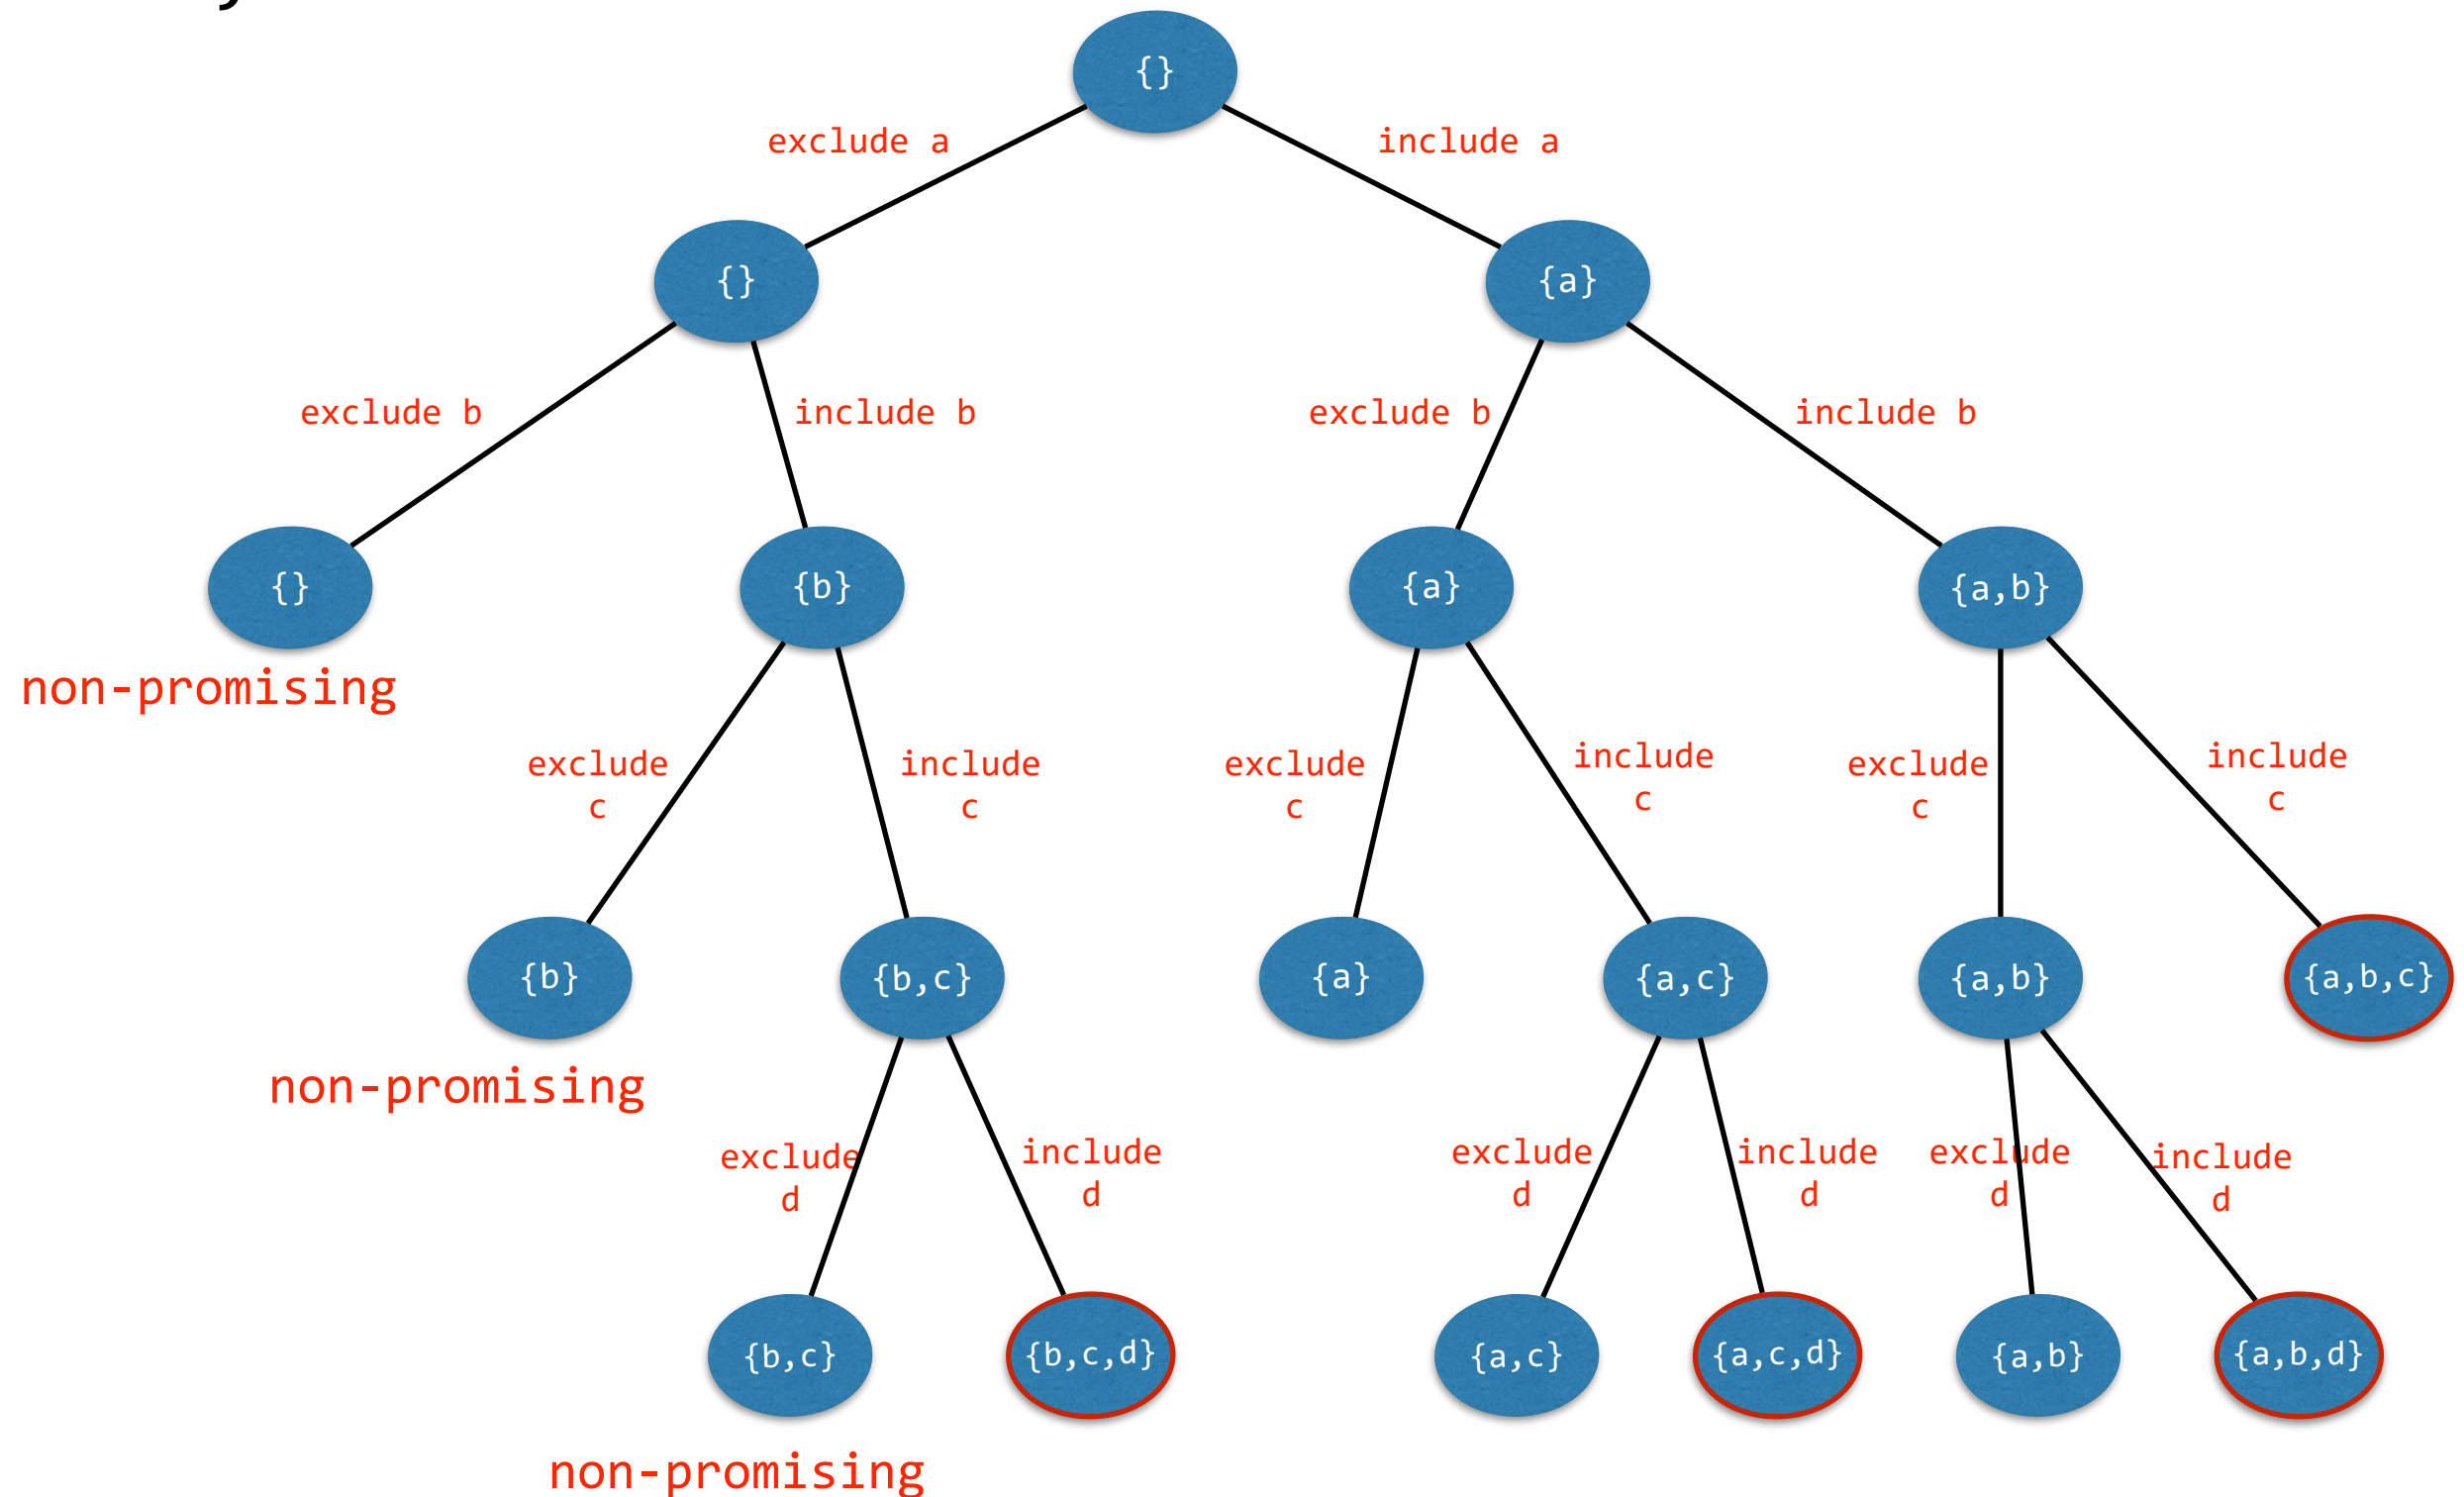 {}
exclude a
include a
{}
{a}
exclude b
include b
exclude b
include b
{}
{b}
{a}
{a,b}
non-promising
exclude
c
include
c
exclude
c
include
c
exclude
c
include
c
{b}
{b,c}
{a}
{a,c}
{a,b}
{a,b,c}
non-promising
exclude
d
include
d
exclude
d
include
d
exclude
d
include
d
{b,c}
{b,c,d}
{a,c}
{a,c,d}
{a,b}
{a,b,d}
non-promising